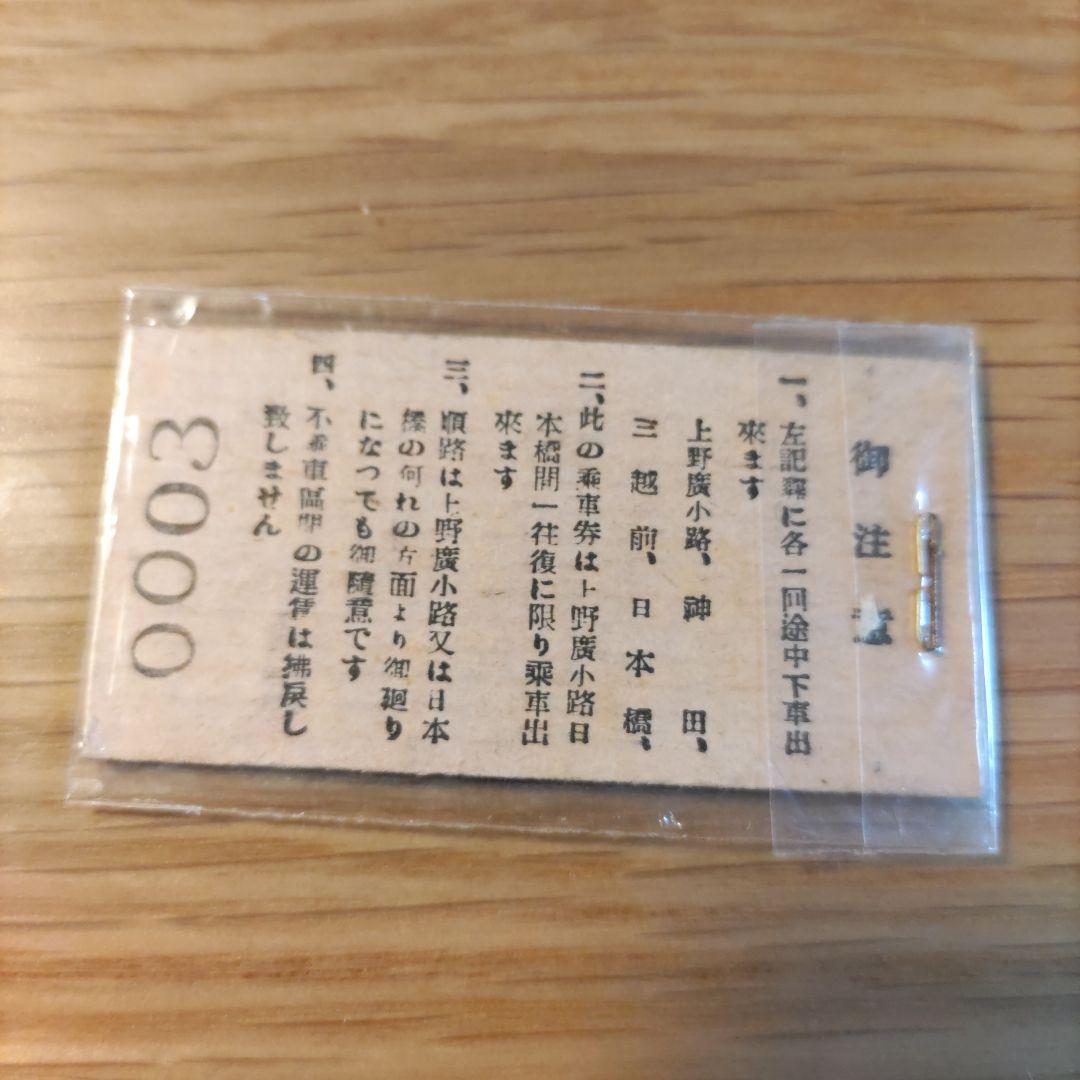 御注意
一、左記驛に各一回途中下車出
來ます
上野廣小路、神田、
三越前、日本橋、
二、此の乘車券は上野廣小路日
本橋間一往復に限り乘車出
來ます
三、順路は上野廣小路又は日本
橋の何れの方面より御廻り
になつても御隨意です
四、不乘車區間の運賃は拂戾し
致しません
0003